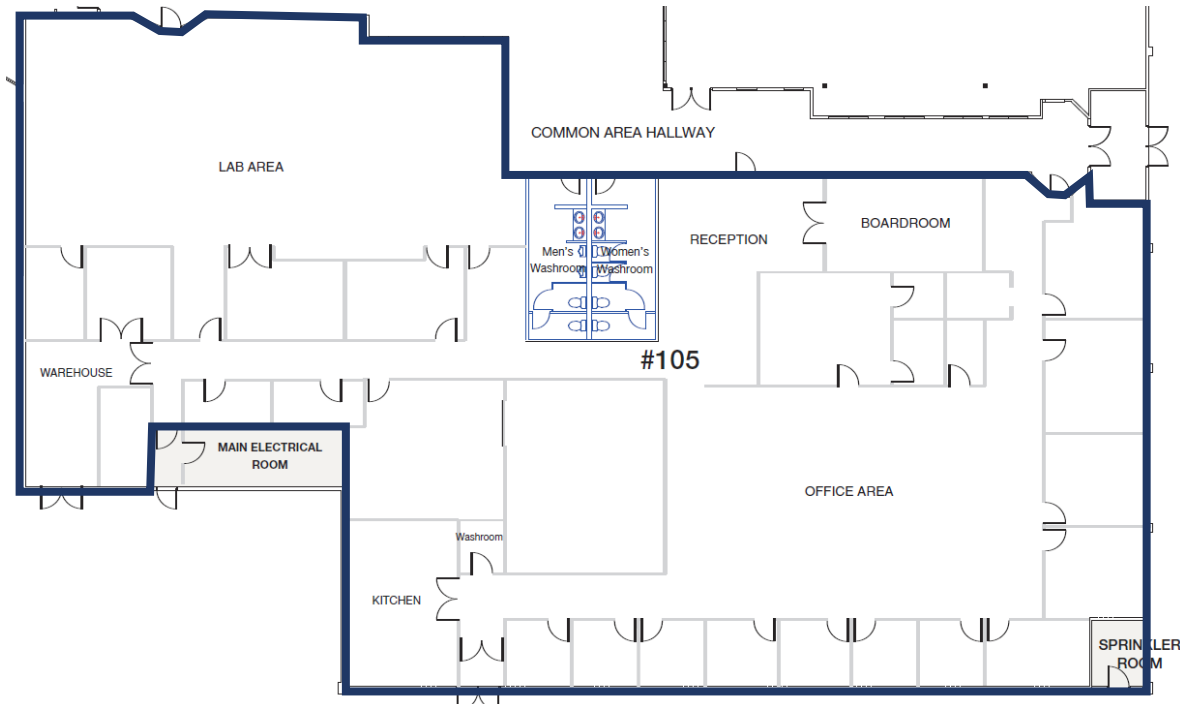 COMMON AREA HALLWAY
LAB AREA
BOARDROOM
RECEPTION
Men's
Washroom
Women's
Washroom
#105
WAREHOUSE
MAIN ELECTRICAL
ROOM
OFFICE AREA
Washroom
KITCHEN
SPRINKLER
ROOM